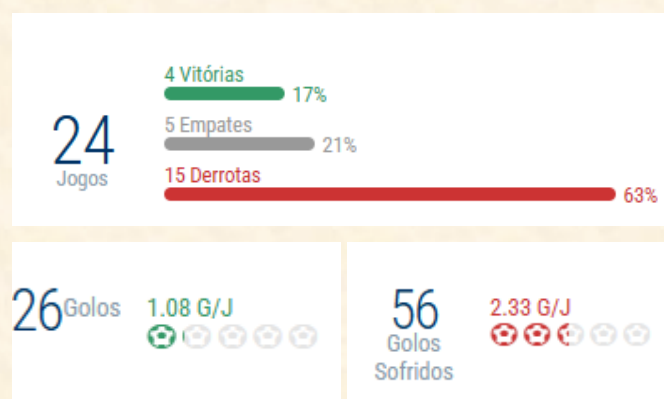 4 Vitórias
17%
5 Empates
21%
15 Derrotas
63%
24
Jogos
26 Golos
1.08 G/J
56
Golos
Sofridos
2.33 G/J